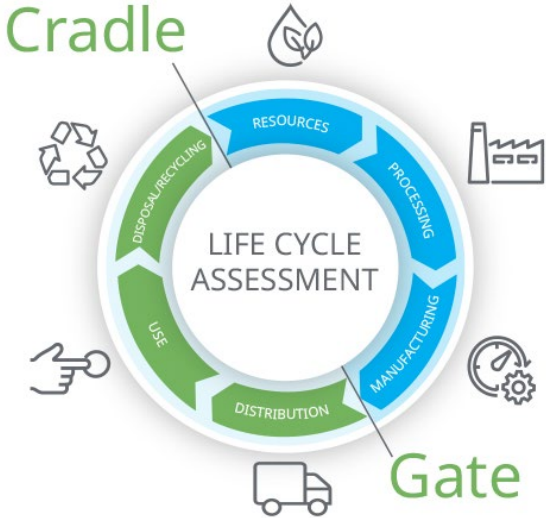 Cradle
RESOURCES
PROCESSING
MANUFACTURING
DISTRIBUTION
USE
DISPOSAL/RECYCLING
LIFE CYCLE
ASSESSMENT
Gate